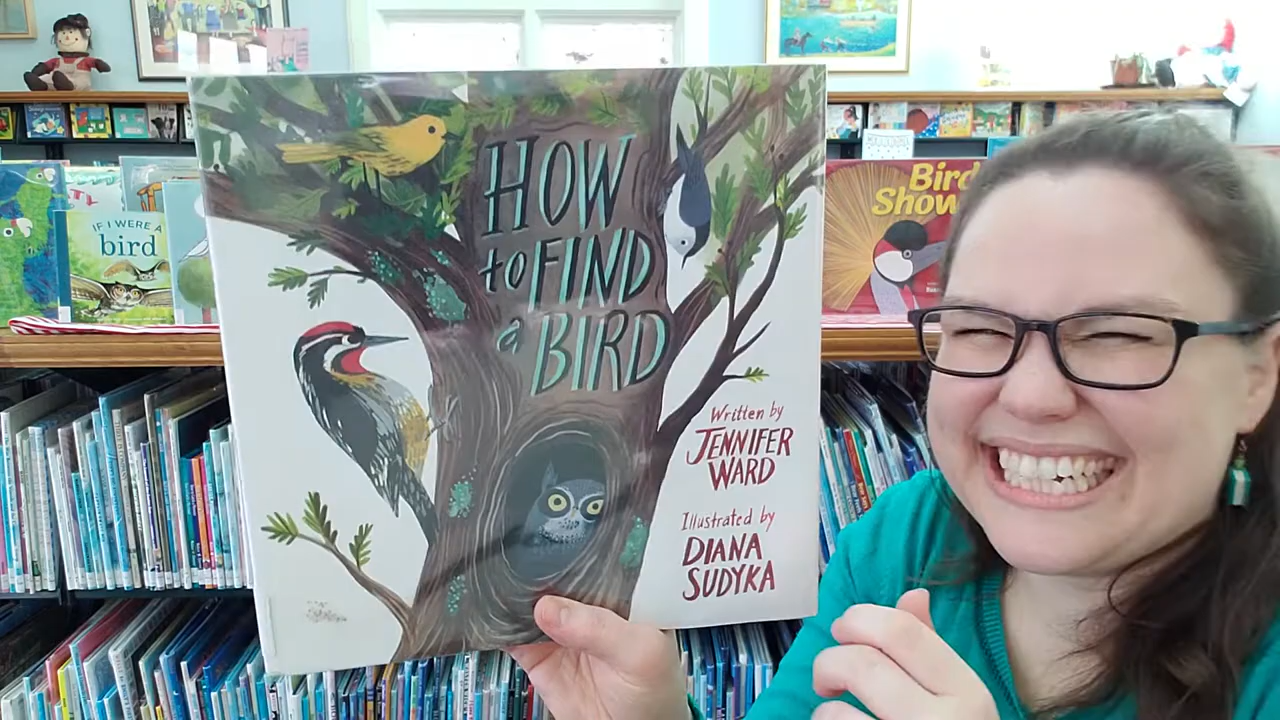 HOW
to FIND
a BIRD
Written by
JENNIFER
WARD
Illustrated by
DIANA
SUDYKA
IF I WERE A
bird
Bird
Show